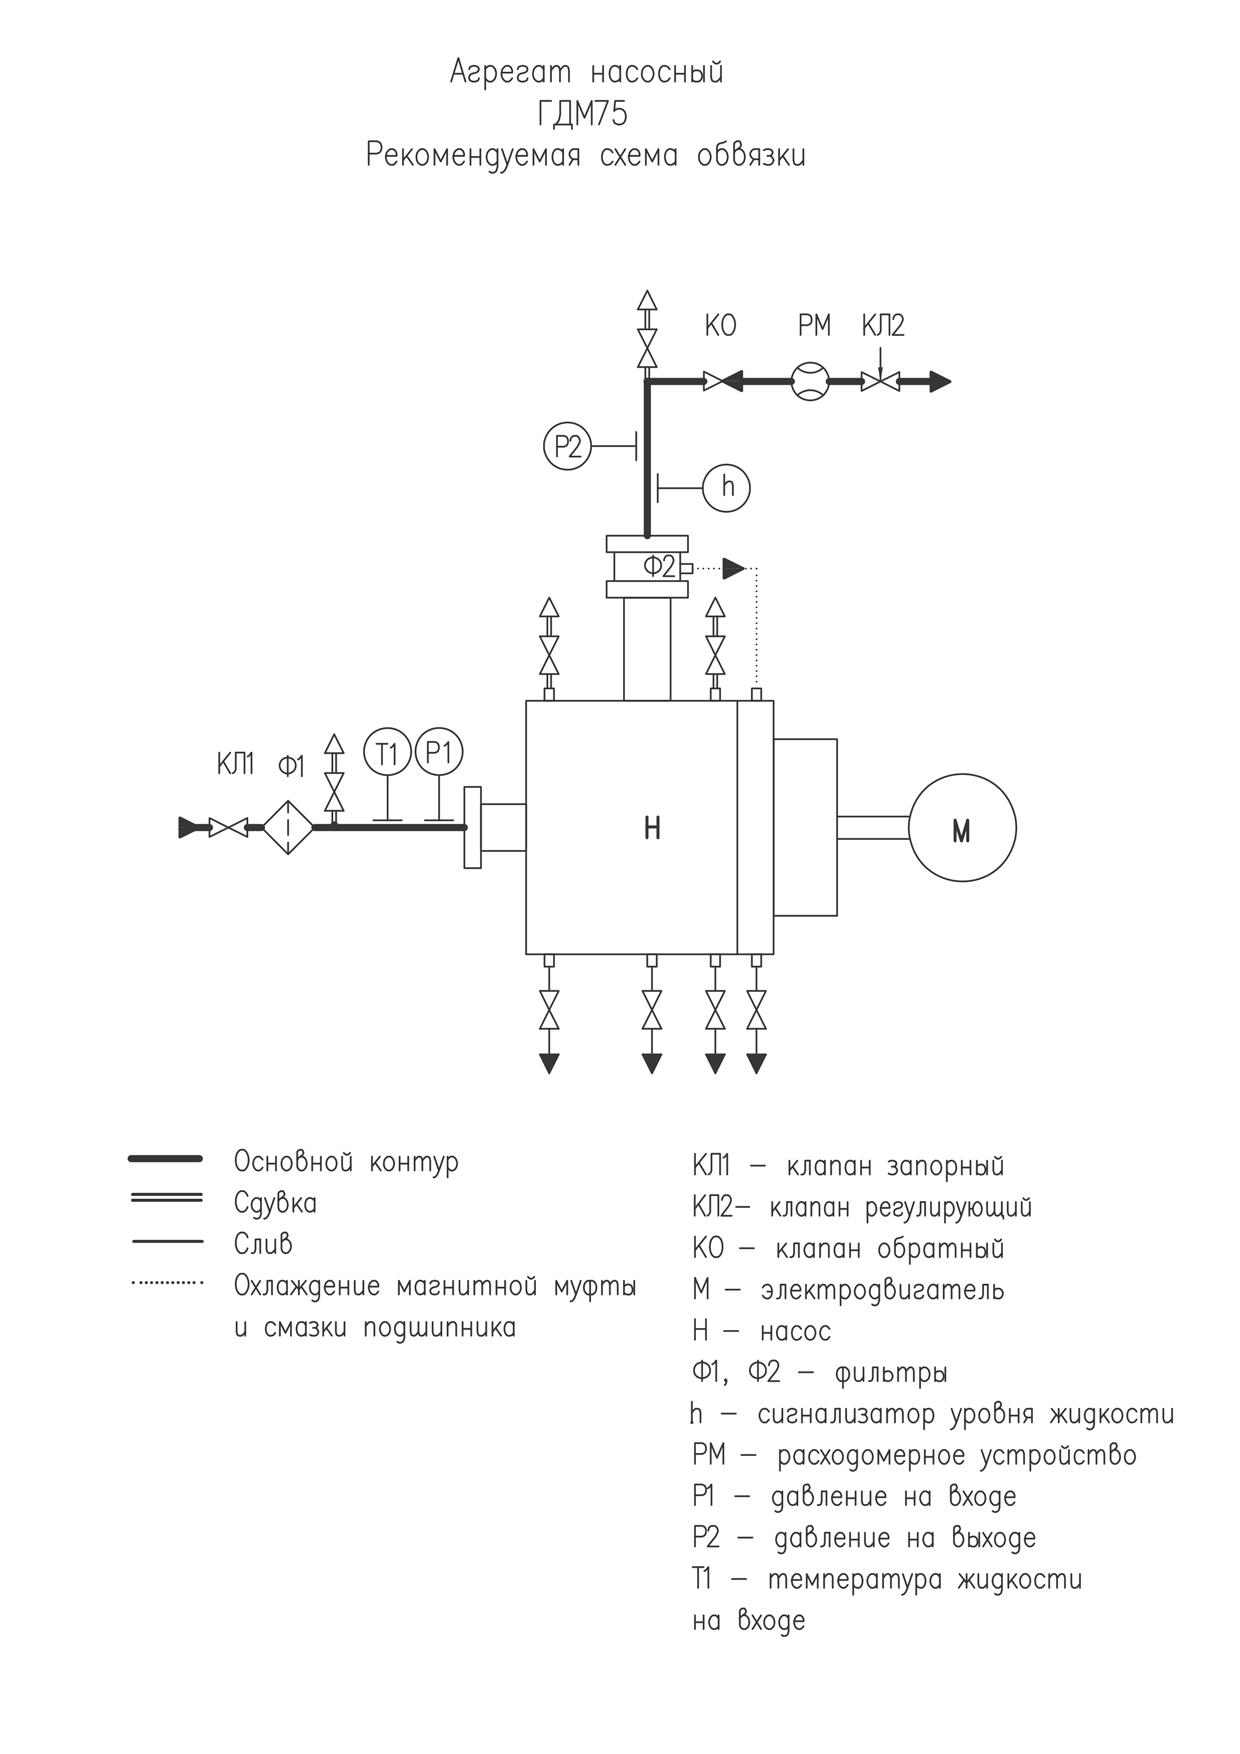 Агрегат насосный
ГДМ75
Рекомендуемая схема обвязки
КО РМ КЛ2
Р2
h
Ф2
КЛ1 Ф1 Т1 Р1
Н
М
Основной контур
Сдувка
Слив
Охлаждение магнитной муфты
и смазки подшипника
КЛ1 – клапан запорный
КЛ2– клапан регулирующий
КО – клапан обратный
М – электродвигатель
Н – насос
Ф1, Ф2 – фильтры
h – сигнализатор уровня жидкости
РМ – расходомерное устройство
Р1 – давление на входе
Р2 – давление на выходе
Т1 – температура жидкости
на входе